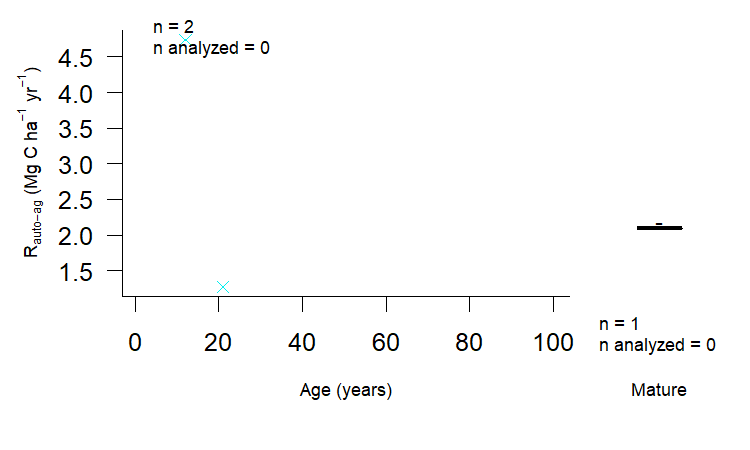 n = 2
n analyzed = 0
4.5
4.0
3.5
3.0
2.5
2.0
1.5
R auto−ag (Mg C ha−1 yr−1)
0 20 40 60 80 100
Age (years)
n = 1
n analyzed = 0
Mature